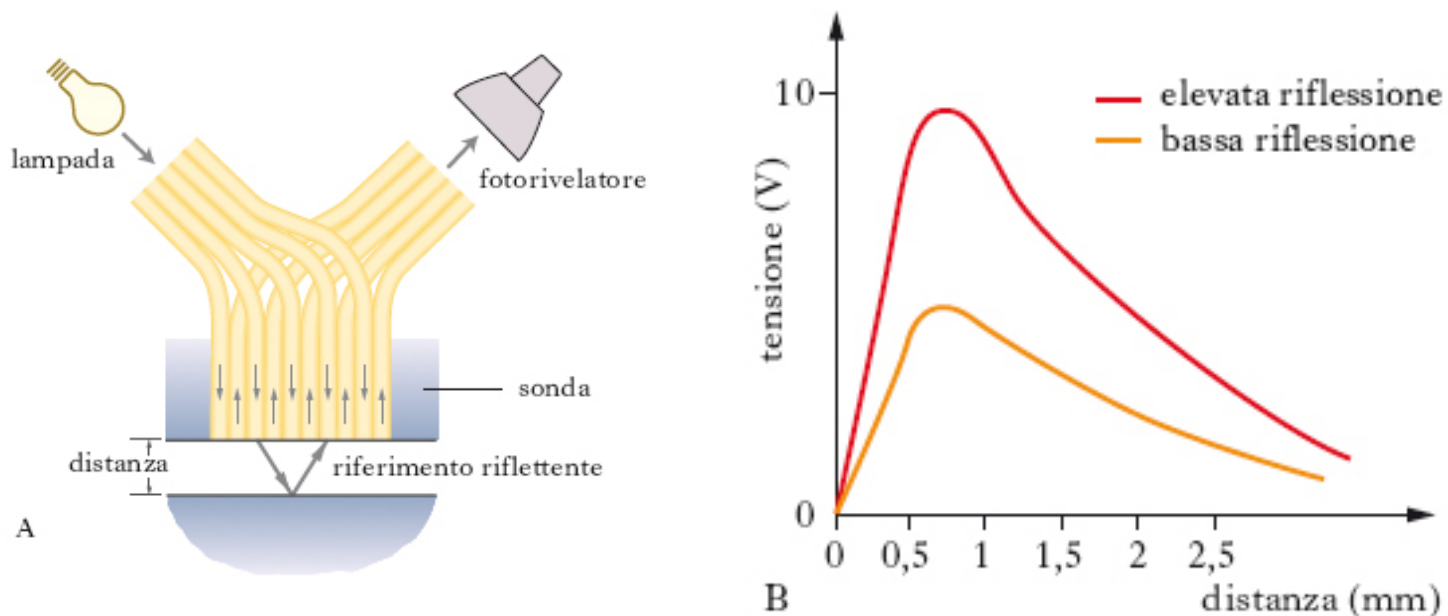 lampada
fotorivelatore
sonda
distanza
riferimento riflettente
A
10
elevata riflessione
bassa riflessione
tensione (V)
0
0 0,5 1 1,5 2 2,5
B
distanza (mm)